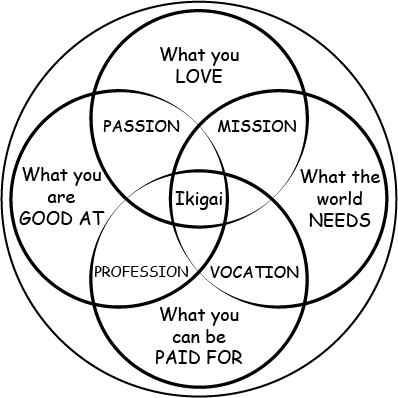 What you
LOVE
PASSION
MISSION
What you
are
GOOD AT
Ikigai
What the
world
NEEDS
PROFESSION
VOCATION
What you
can be
PAID FOR